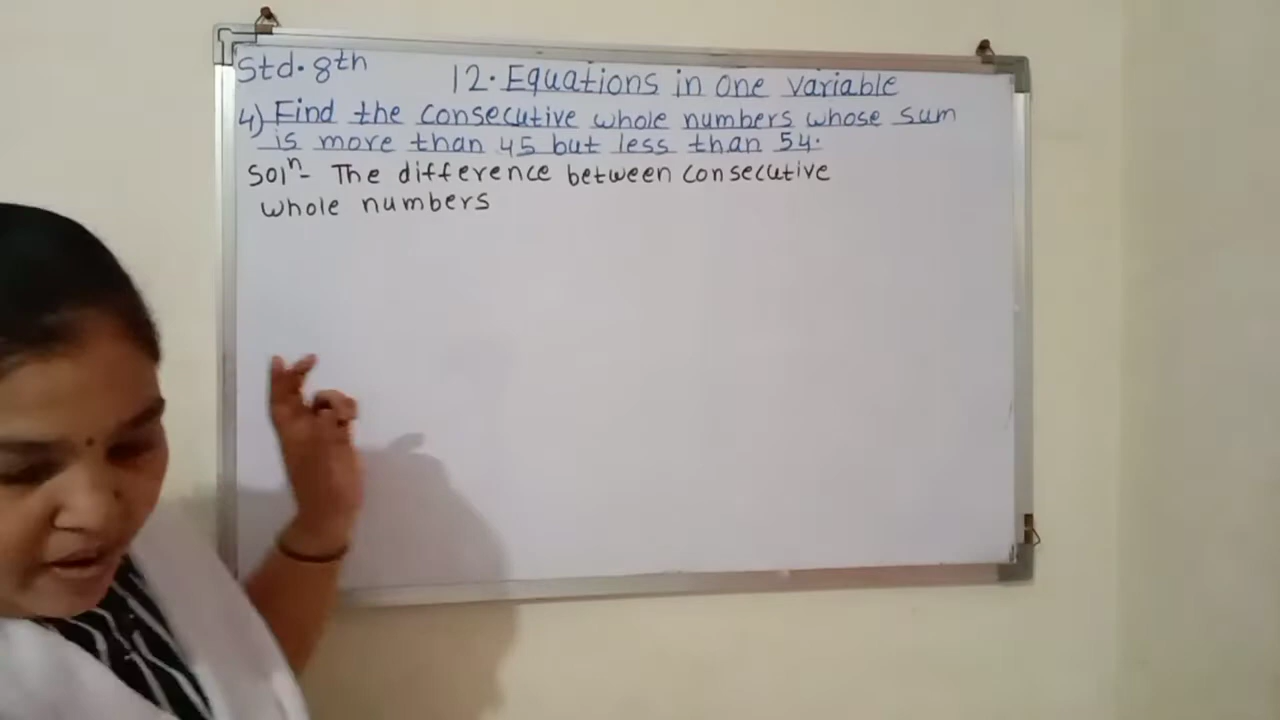 Std. 8th
12. Equations in one variable
4) Find the consecutive whole numbers whose sum
is more than 45 but less than 54.
Solⁿ- The difference between consecutive
whole numbers